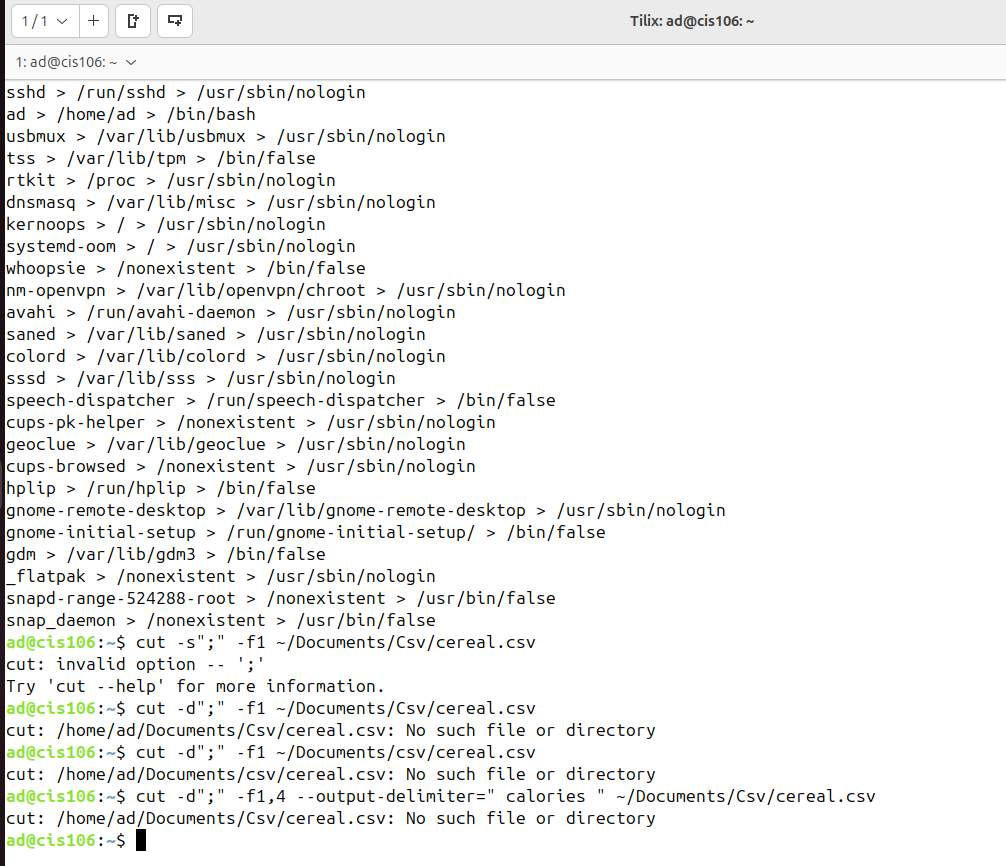 1 / 1
Tilix: ad@cis106: ~
1: ad@cis106: ~
sshd > /run/sshd > /usr/sbin/nologin
ad > /home/ad > /bin/bash
usbmux > /var/lib/usbmux > /usr/sbin/nologin
tss > /var/lib/tpm > /bin/false
rtkit > /proc > /usr/sbin/nologin
dnsmasq > /var/lib/misc > /usr/sbin/nologin
kernoops > / > /usr/sbin/nologin
systemd-oom > / > /usr/sbin/nologin
whoopsie > /nonexistent > /bin/false
nm-openvpn > /var/lib/openvpn/chroot > /usr/sbin/nologin
avahi > /run/avahi-daemon > /usr/sbin/nologin
saned > /var/lib/saned > /usr/sbin/nologin
colord > /var/lib/colord > /usr/sbin/nologin
sssd > /var/lib/sss > /usr/sbin/nologin
speech-dispatcher > /run/speech-dispatcher > /bin/false
cups-pk-helper > /nonexistent > /usr/sbin/nologin
geoclue > /var/lib/geoclue > /usr/sbin/nologin
cups-browsed > /nonexistent > /usr/sbin/nologin
hplip > /run/hplip > /bin/false
gnome-remote-desktop > /var/lib/gnome-remote-desktop > /usr/sbin/nologin
gnome-initial-setup > /run/gnome-initial-setup/ > /bin/false
gdm > /var/lib/gdm3 > /bin/false
_flatpak > /nonexistent > /usr/sbin/nologin
snapd-range-524288-root > /nonexistent > /usr/bin/false
snap_daemon > /nonexistent > /usr/bin/false
ad@cis106:~$ cut -s";" -f1 ~/Documents/Csv/cereal.csv
cut: invalid option -- ';'
Try 'cut --help' for more information.
ad@cis106:~$ cut -d";" -f1 ~/Documents/Csv/cereal.csv
cut: /home/ad/Documents/Csv/cereal.csv: No such file or directory
ad@cis106:~$ cut -d";" -f1 ~/Documents/csv/cereal.csv
cut: /home/ad/Documents/csv/cereal.csv: No such file or directory
ad@cis106:~$ cut -d";" -f1,4 --output-delimiter=" calories " ~/Documents/Csv/cereal.csv
cut: /home/ad/Documents/Csv/cereal.csv: No such file or directory
ad@cis106:~$